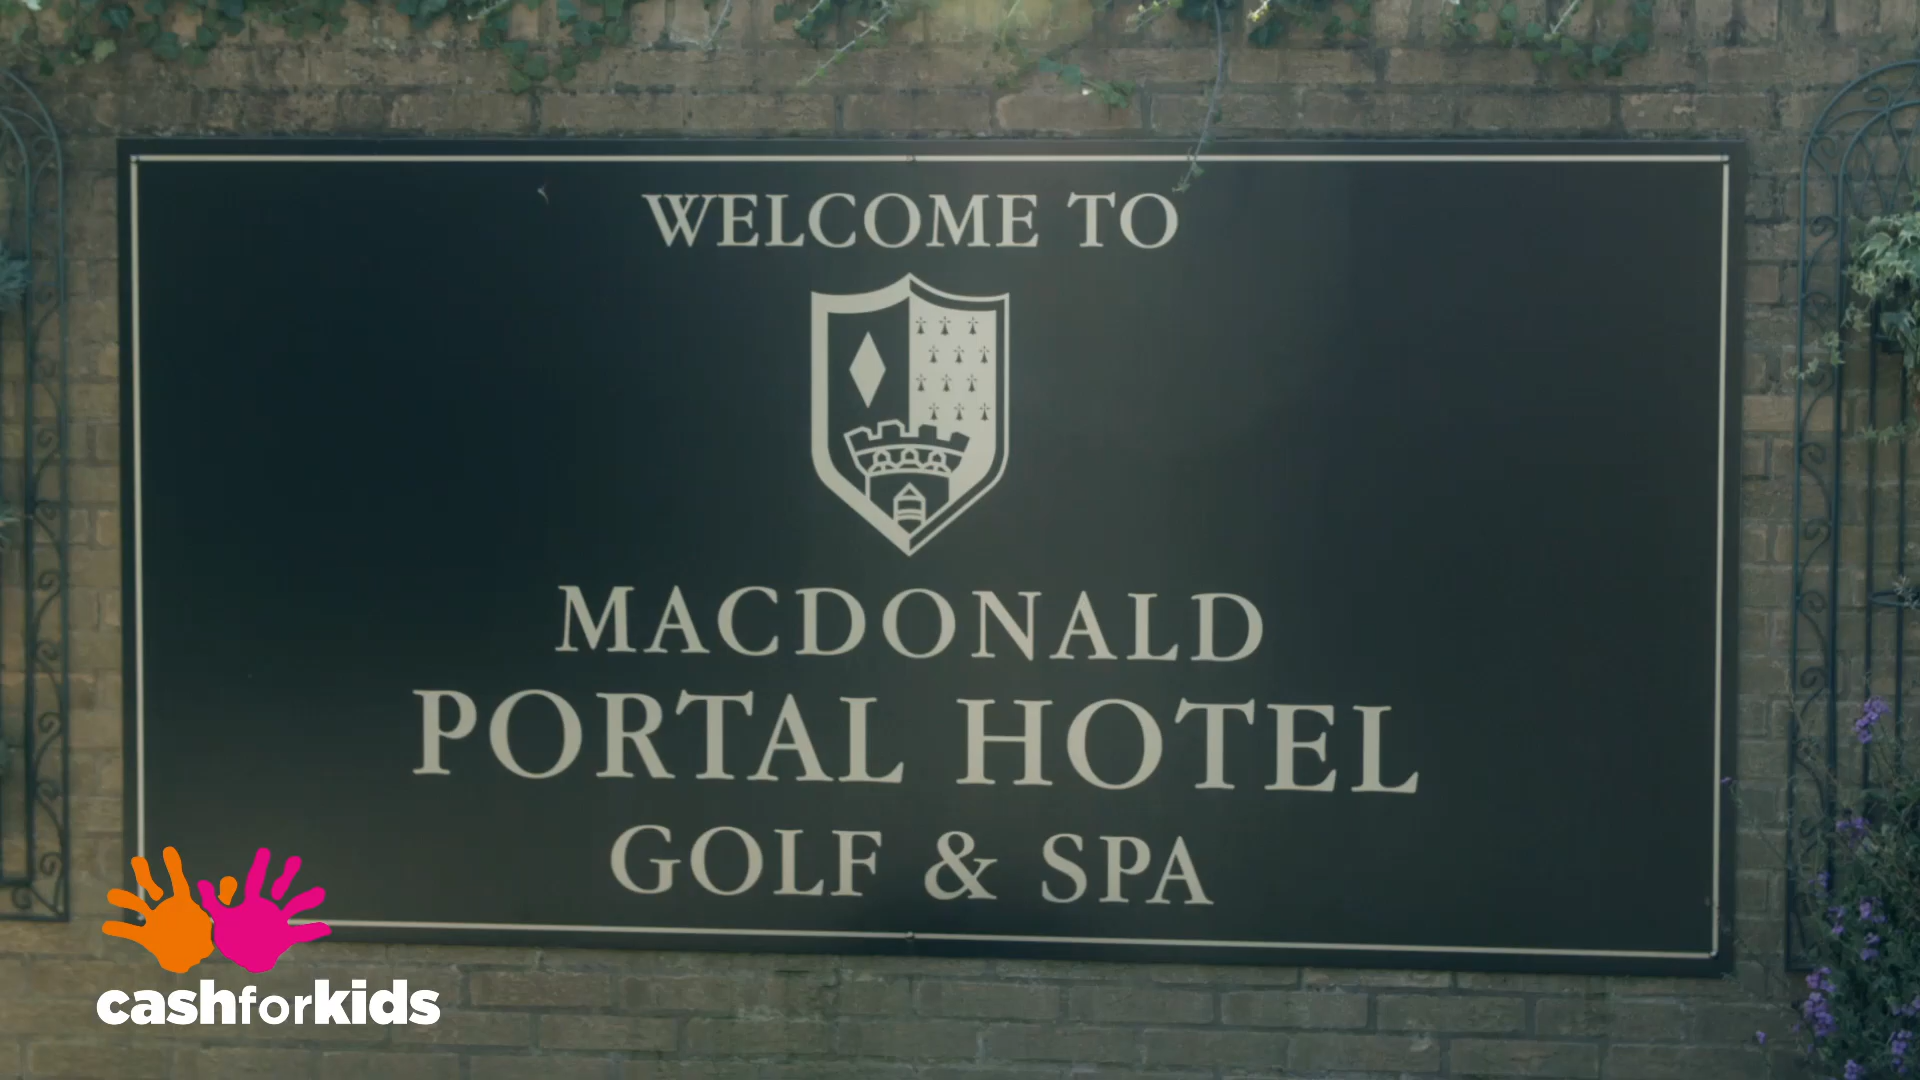 WELCOME TO
MACDONALD
PORTAL HOTEL
GOLF & SPA
cashforkids